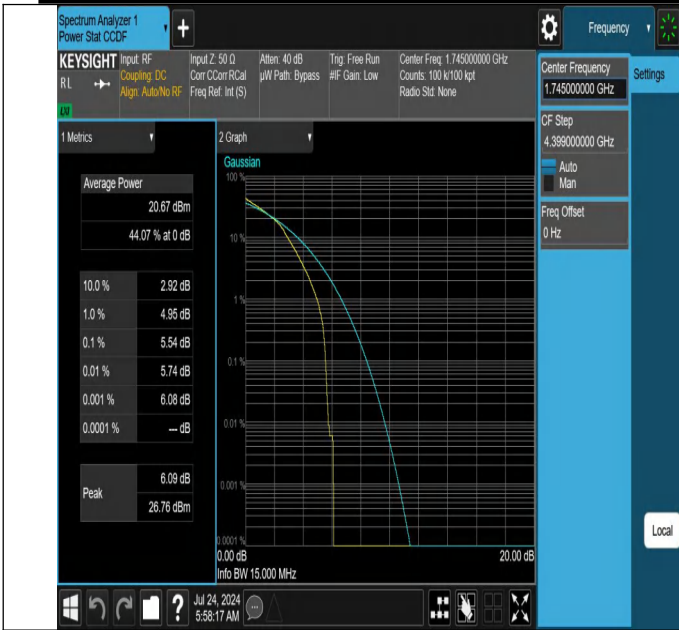 Spectrum Analyzer 1
Power Stat CCDF
+
Frequency
KEYSIGHT
RL
LXI
Input: RF
Coupling: DC
Align: Auto/No RF
Input Z: 50 Ω
Corr CCorr RCal
Freq Ref: Int (S)
Atten: 40 dB
µW Path: Bypass
Trig: Free Run
#IF Gain: Low
Center Freq: 1.745000000 GHz
Counts: 100 k/100 kpt
Radio Std: None
Center Frequency
1.745000000 GHz
Settings
CF Step
4.399000000 GHz
Auto
Man
Freq Offset
0 Hz
1 Metrics
Average Power
20.67 dBm
44.07 % at 0 dB
10.0 % 2.92 dB
1.0 % 4.95 dB
0.1 % 5.54 dB
0.01 % 5.74 dB
0.001 % 6.08 dB
0.0001 % --- dB
Peak
6.09 dB
26.76 dBm
2 Graph
Gaussian
100 %
10 %
1 %
0.1 %
0.01 %
0.001 %
0.0001 %
0.00 dB 20.00 dB
Info BW 15.000 MHz
Local
?
Jul 24, 2024
5:58:17 AM